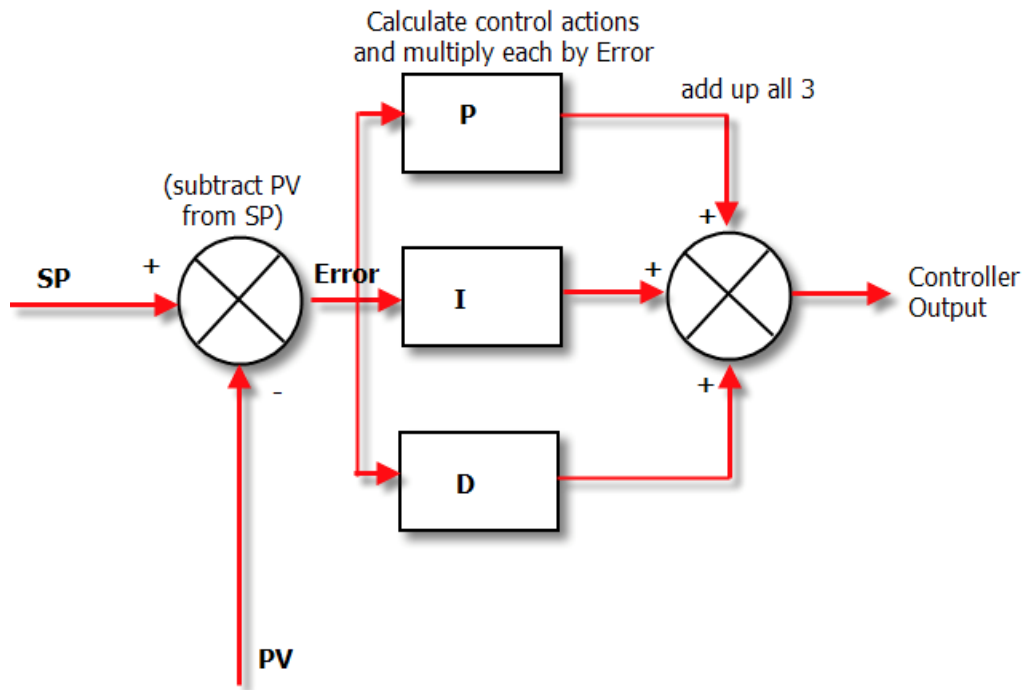 Calculate control actions
and multiply each by Error
P
add up all 3
(subtract PV
from SP)
+
SP
+
Error
+
I
Controller
Output
-
+
D
PV